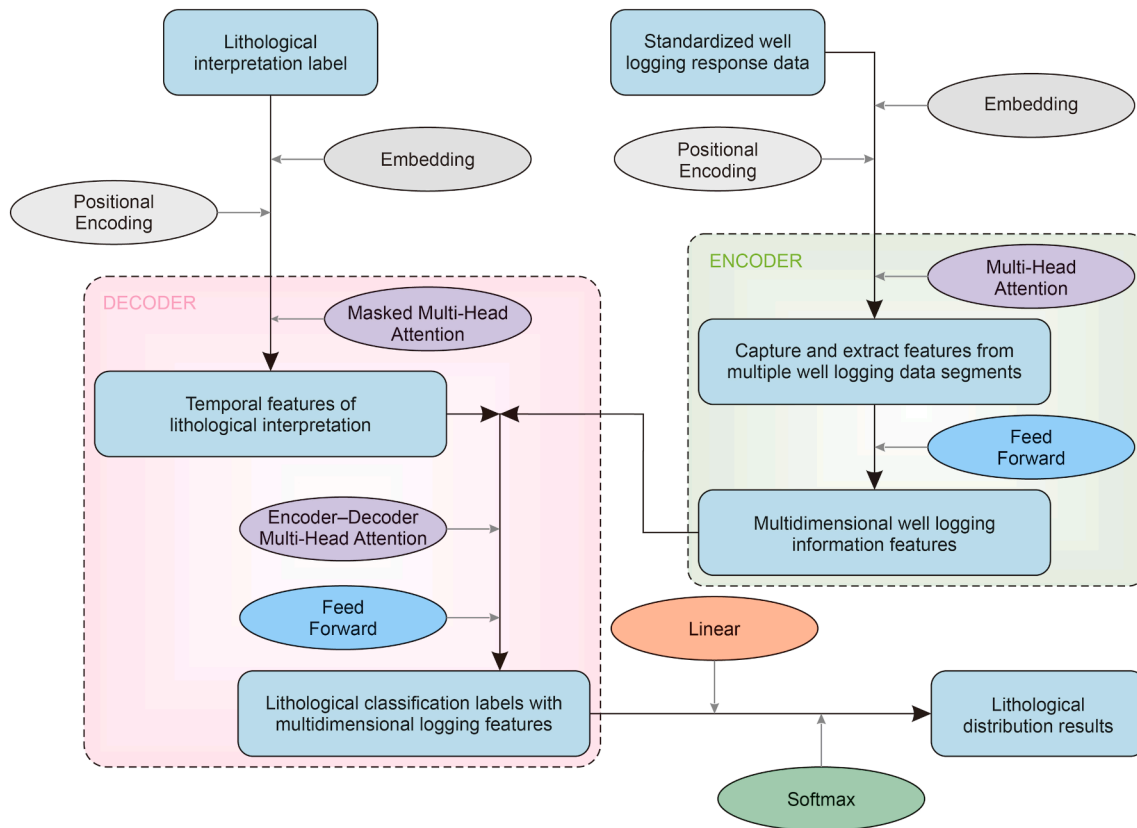 Lithological
interpretation label
Standardized well
logging response data
Embedding
Positional
Encoding
Embedding
Positional
Encoding
ENCODER
Multi-Head
Attention
DECODER
Masked Multi-Head
Attention
Capture and extract features from
multiple well logging data segments
Temporal features of
lithological interpretation
Feed
Forward
Encoder–Decoder
Multi-Head Attention
Multidimensional well logging
information features
Feed
Forward
Linear
Lithological classification labels with
multidimensional logging features
Lithological
distribution results
Softmax